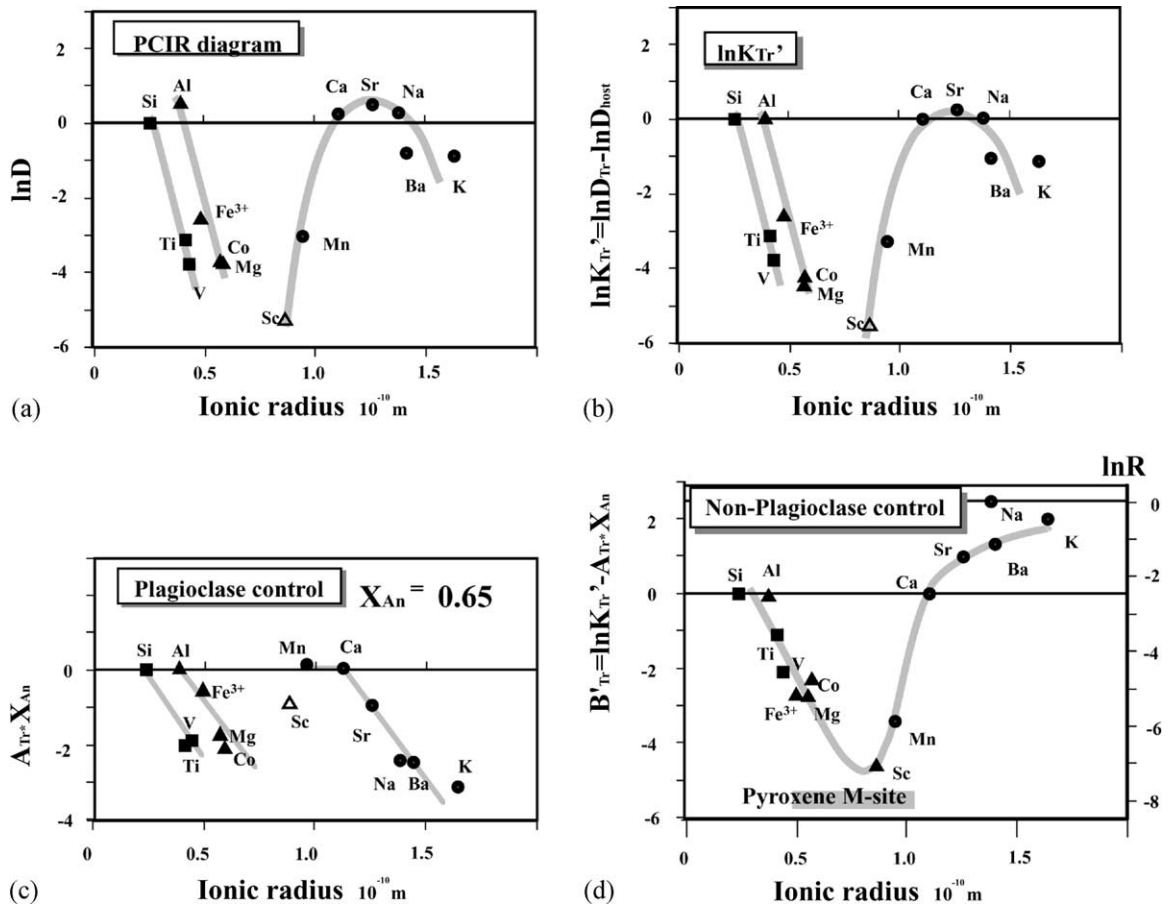 PCIR diagram
lnD
2
0
-2
-4
-6
Si
Al
Fe³⁺
Ti
V
Co
Mg
Sc
Mn
Ca
Sr
Na
Ba
K
0
0.5
1.0
1.5
Ionic radius 10⁻¹⁰ m
(a)
lnKTr’
lnKTr’=lnDTr-lnDhost
2
0
-2
-4
-6
Si
Al
Fe³⁺
Ti
V
Co
Mg
Sc
Mn
Ca
Sr
Na
Ba
K
0
0.5
1.0
1.5
Ionic radius 10⁻¹⁰ m
(b)
Plagioclase control
XAn = 0.65
ATr*XAn
2
0
-2
-4
Si
Al
Fe³⁺
V
Ti
Mg
Co
Mn
Ca
Sc
Sr
Na
Ba
K
0
0.5
1.0
1.5
Ionic radius 10⁻¹⁰ m
(c)
Non-Plagioclase control
B'Tr=lnKTr’-ATr*XAn
lnR
2
0
-2
-4
-6
0
-2
-4
-6
-8
Si
Al
Ti
V
Co
Fe³⁺
Mg
Sc
Mn
Ca
Sr
Na
Ba
K
Pyroxene M-site
0
0.5
1.0
1.5
Ionic radius 10⁻¹⁰ m
(d)